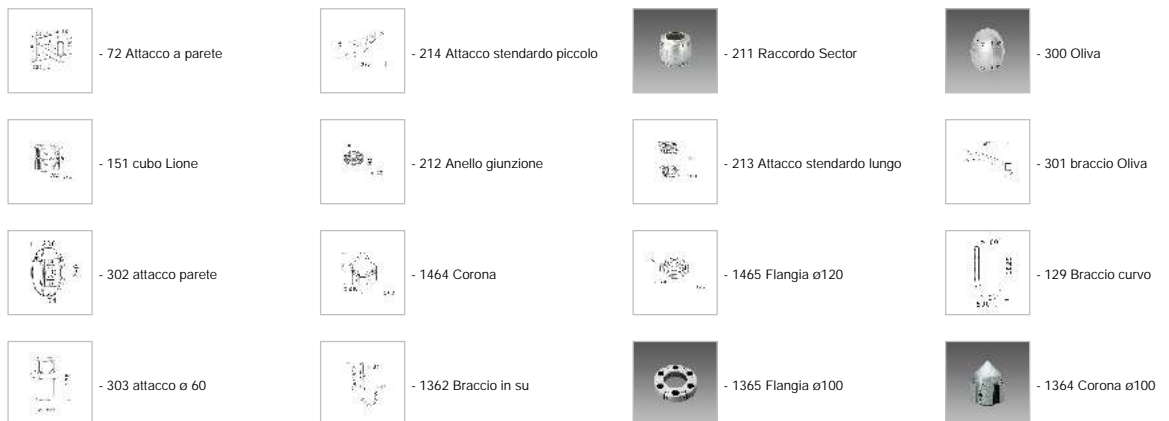 - 72 Attacco a parete
- 214 Attacco stendardo piccolo
- 211 Raccordo Sector
- 300 Oliva
- 151 cubo Lione
- 212 Anello giunzione
- 213 Attacco stendardo lungo
- 301 braccio Oliva
- 302 attacco parete
- 1464 Corona
- 1465 Flangia ø120
- 129 Braccio curvo
- 303 attacco ø 60
- 1362 Braccio in su
- 1365 Flangia ø100
- 1364 Corona ø100